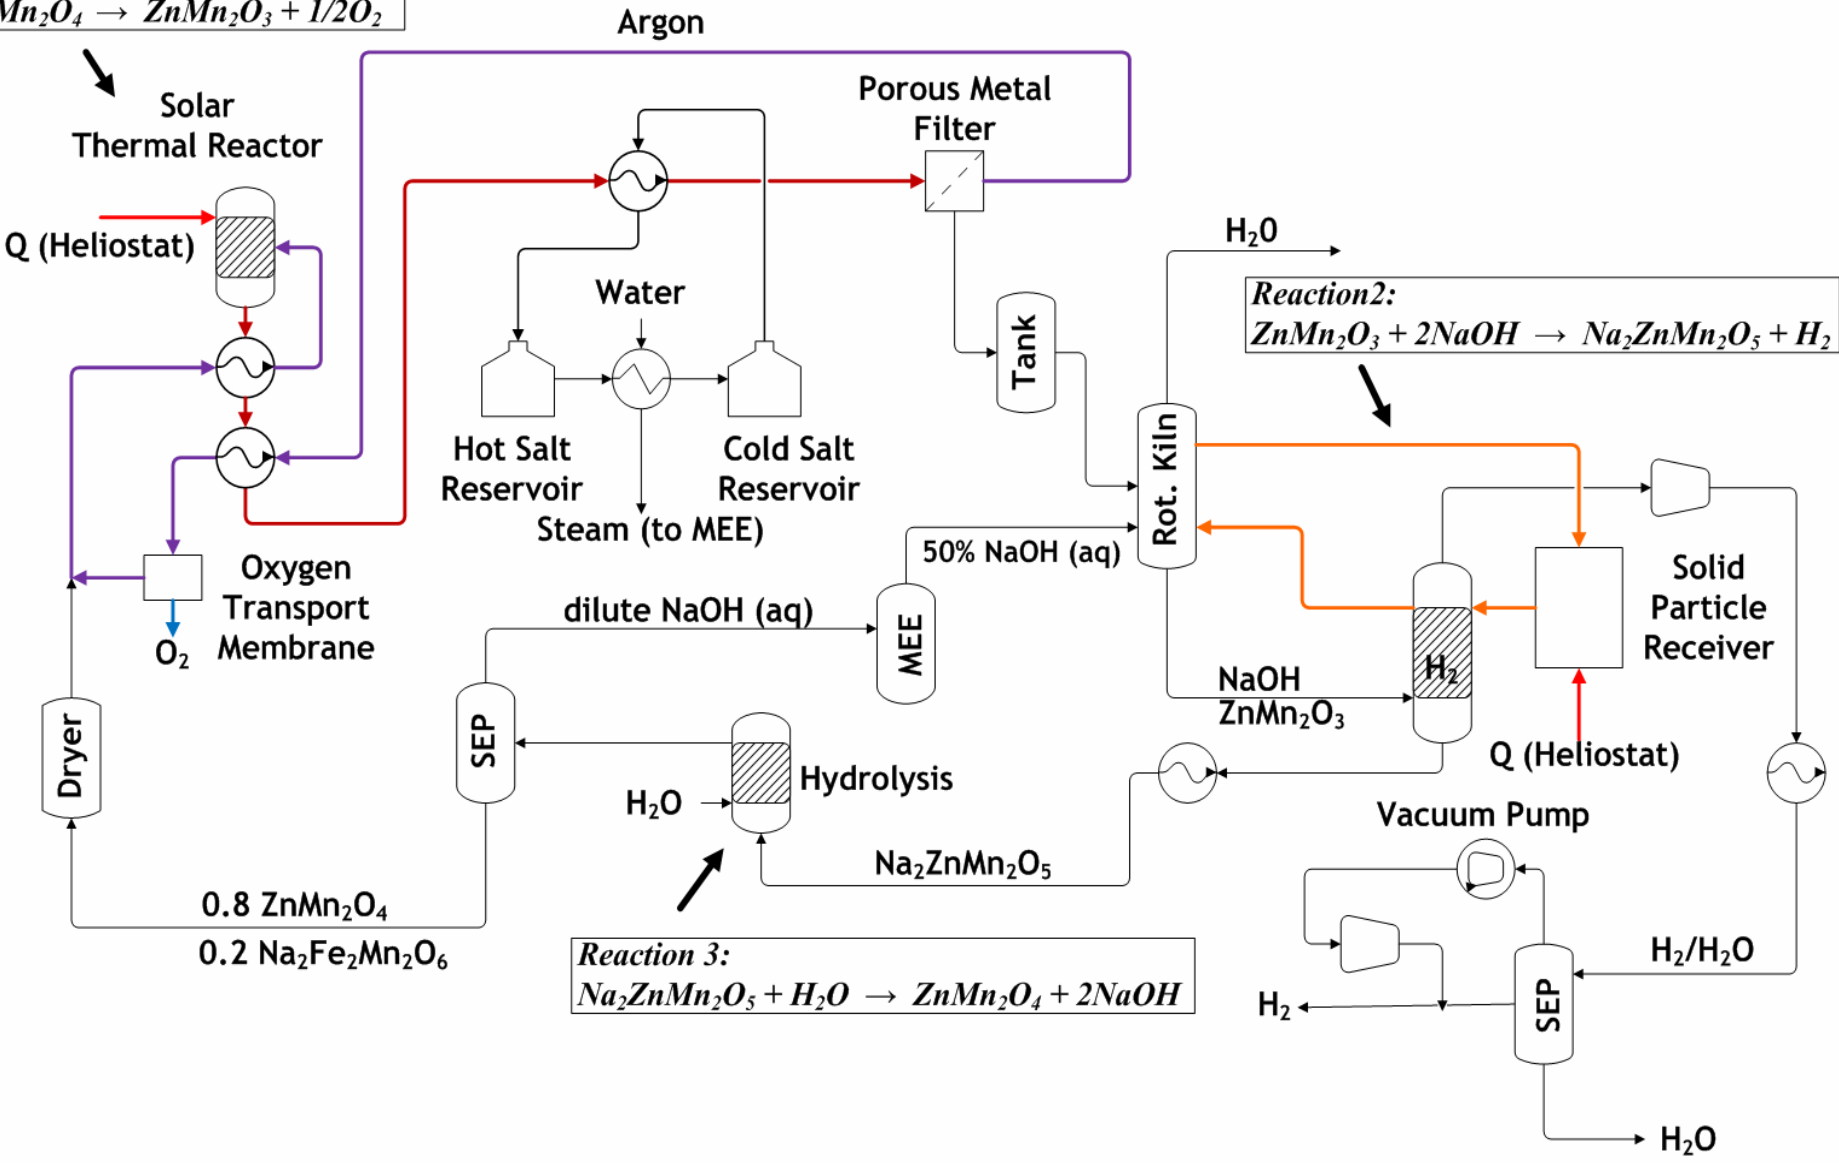 Mn₂O₄ → ZnMn₂O₃ + 1/2O₂
Argon
Solar
Thermal Reactor
Porous Metal
Filter
Q (Heliostat)
H₂0
Water
Reaction2:
ZnMn₂O₃ + 2NaOH → Na₂ZnMn₂O₅ + H₂
Tank
Rot. Kiln
Hot Salt
Reservoir
Cold Salt
Reservoir
Steam (to MEE)
50% NaOH (aq)
Oxygen
Transport
Membrane
O₂
dilute NaOH (aq)
MEE
Solid
Particle
Receiver
H₂
NaOH
ZnMn₂O₃
Q (Heliostat)
Dryer
SEP
Hydrolysis
H₂O
Vacuum Pump
Na₂ZnMn₂O₅
0.8 ZnMn₂O₄
0.2 Na₂Fe₂Mn₂O₆
Reaction 3:
Na₂ZnMn₂O₅ + H₂O → ZnMn₂O₄ + 2NaOH
H₂/H₂O
H₂
SEP
H₂O